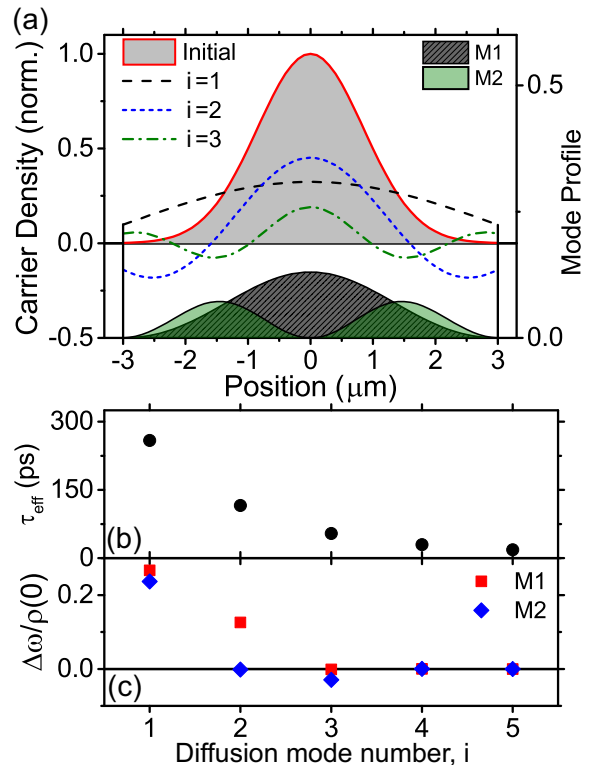 (a)
Carrier Density (norm.)
1.0
0.5
0.0
-0.5
Initial
i=1
i=2
i=3
M1
M2
0.5
0.0
Mode Profile
-3 -2 -1 0 1 2 3
Position (μm)
300
150
0
τeff (ps)
(b)
0.2
0.0
Δω/ρ(0)
M1
M2
(c)
1 2 3 4 5
Diffusion mode number, i